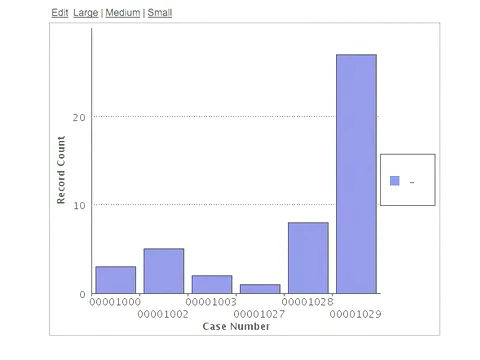 Edit Large | Medium | Small
Record Count
20
10
0
00001000 00001003 00001028
00001002 00001027 00001029
Case Number
-